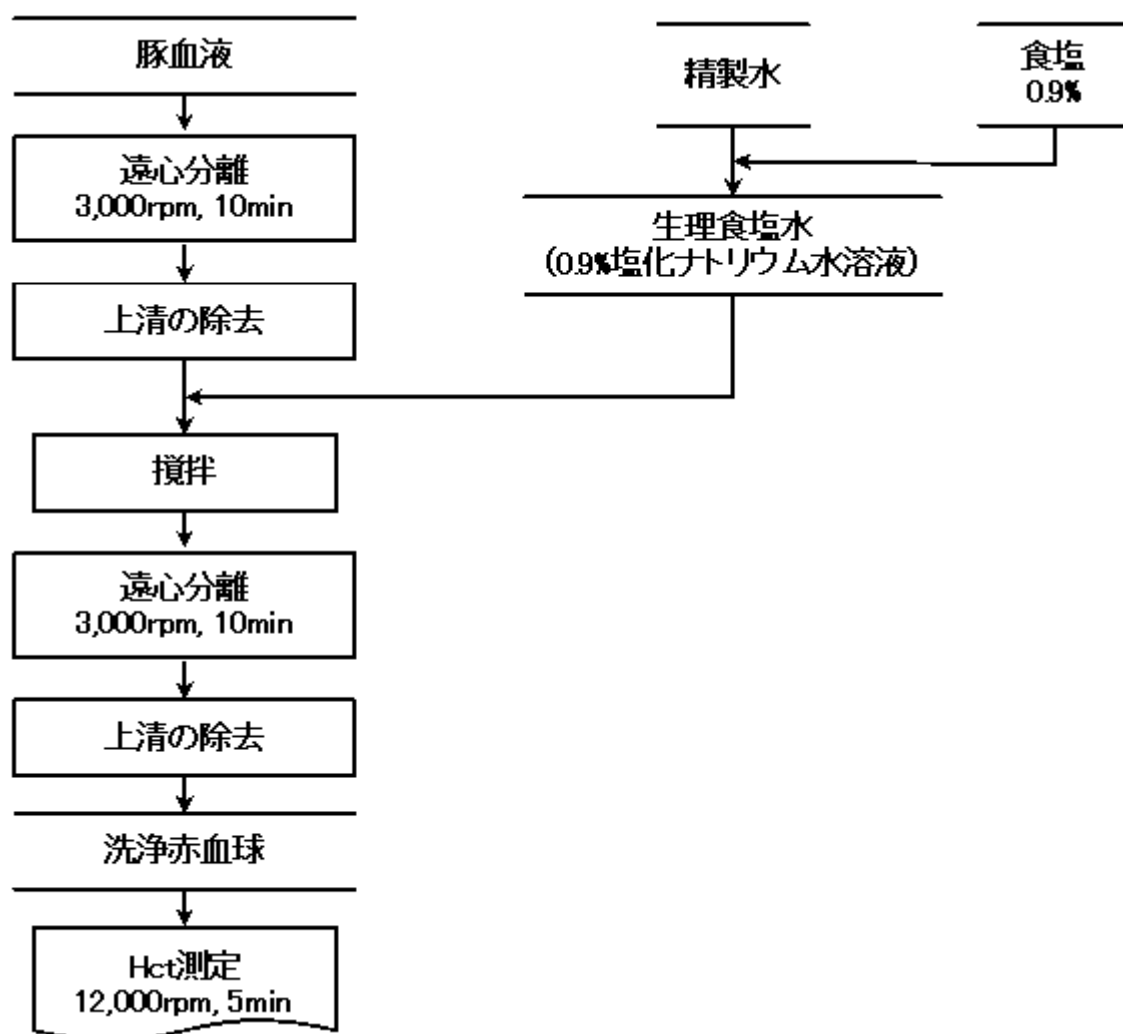 豚血液
遠心分離
3,000rpm, 10min
上清の除去
精製水
食塩
0.9%
生理食塩水
(0.9%塩化ナトリウム水溶液)
撹拌
遠心分離
3,000rpm, 10min
上清の除去
洗浄赤血球
Hct測定
12,000rpm, 5min